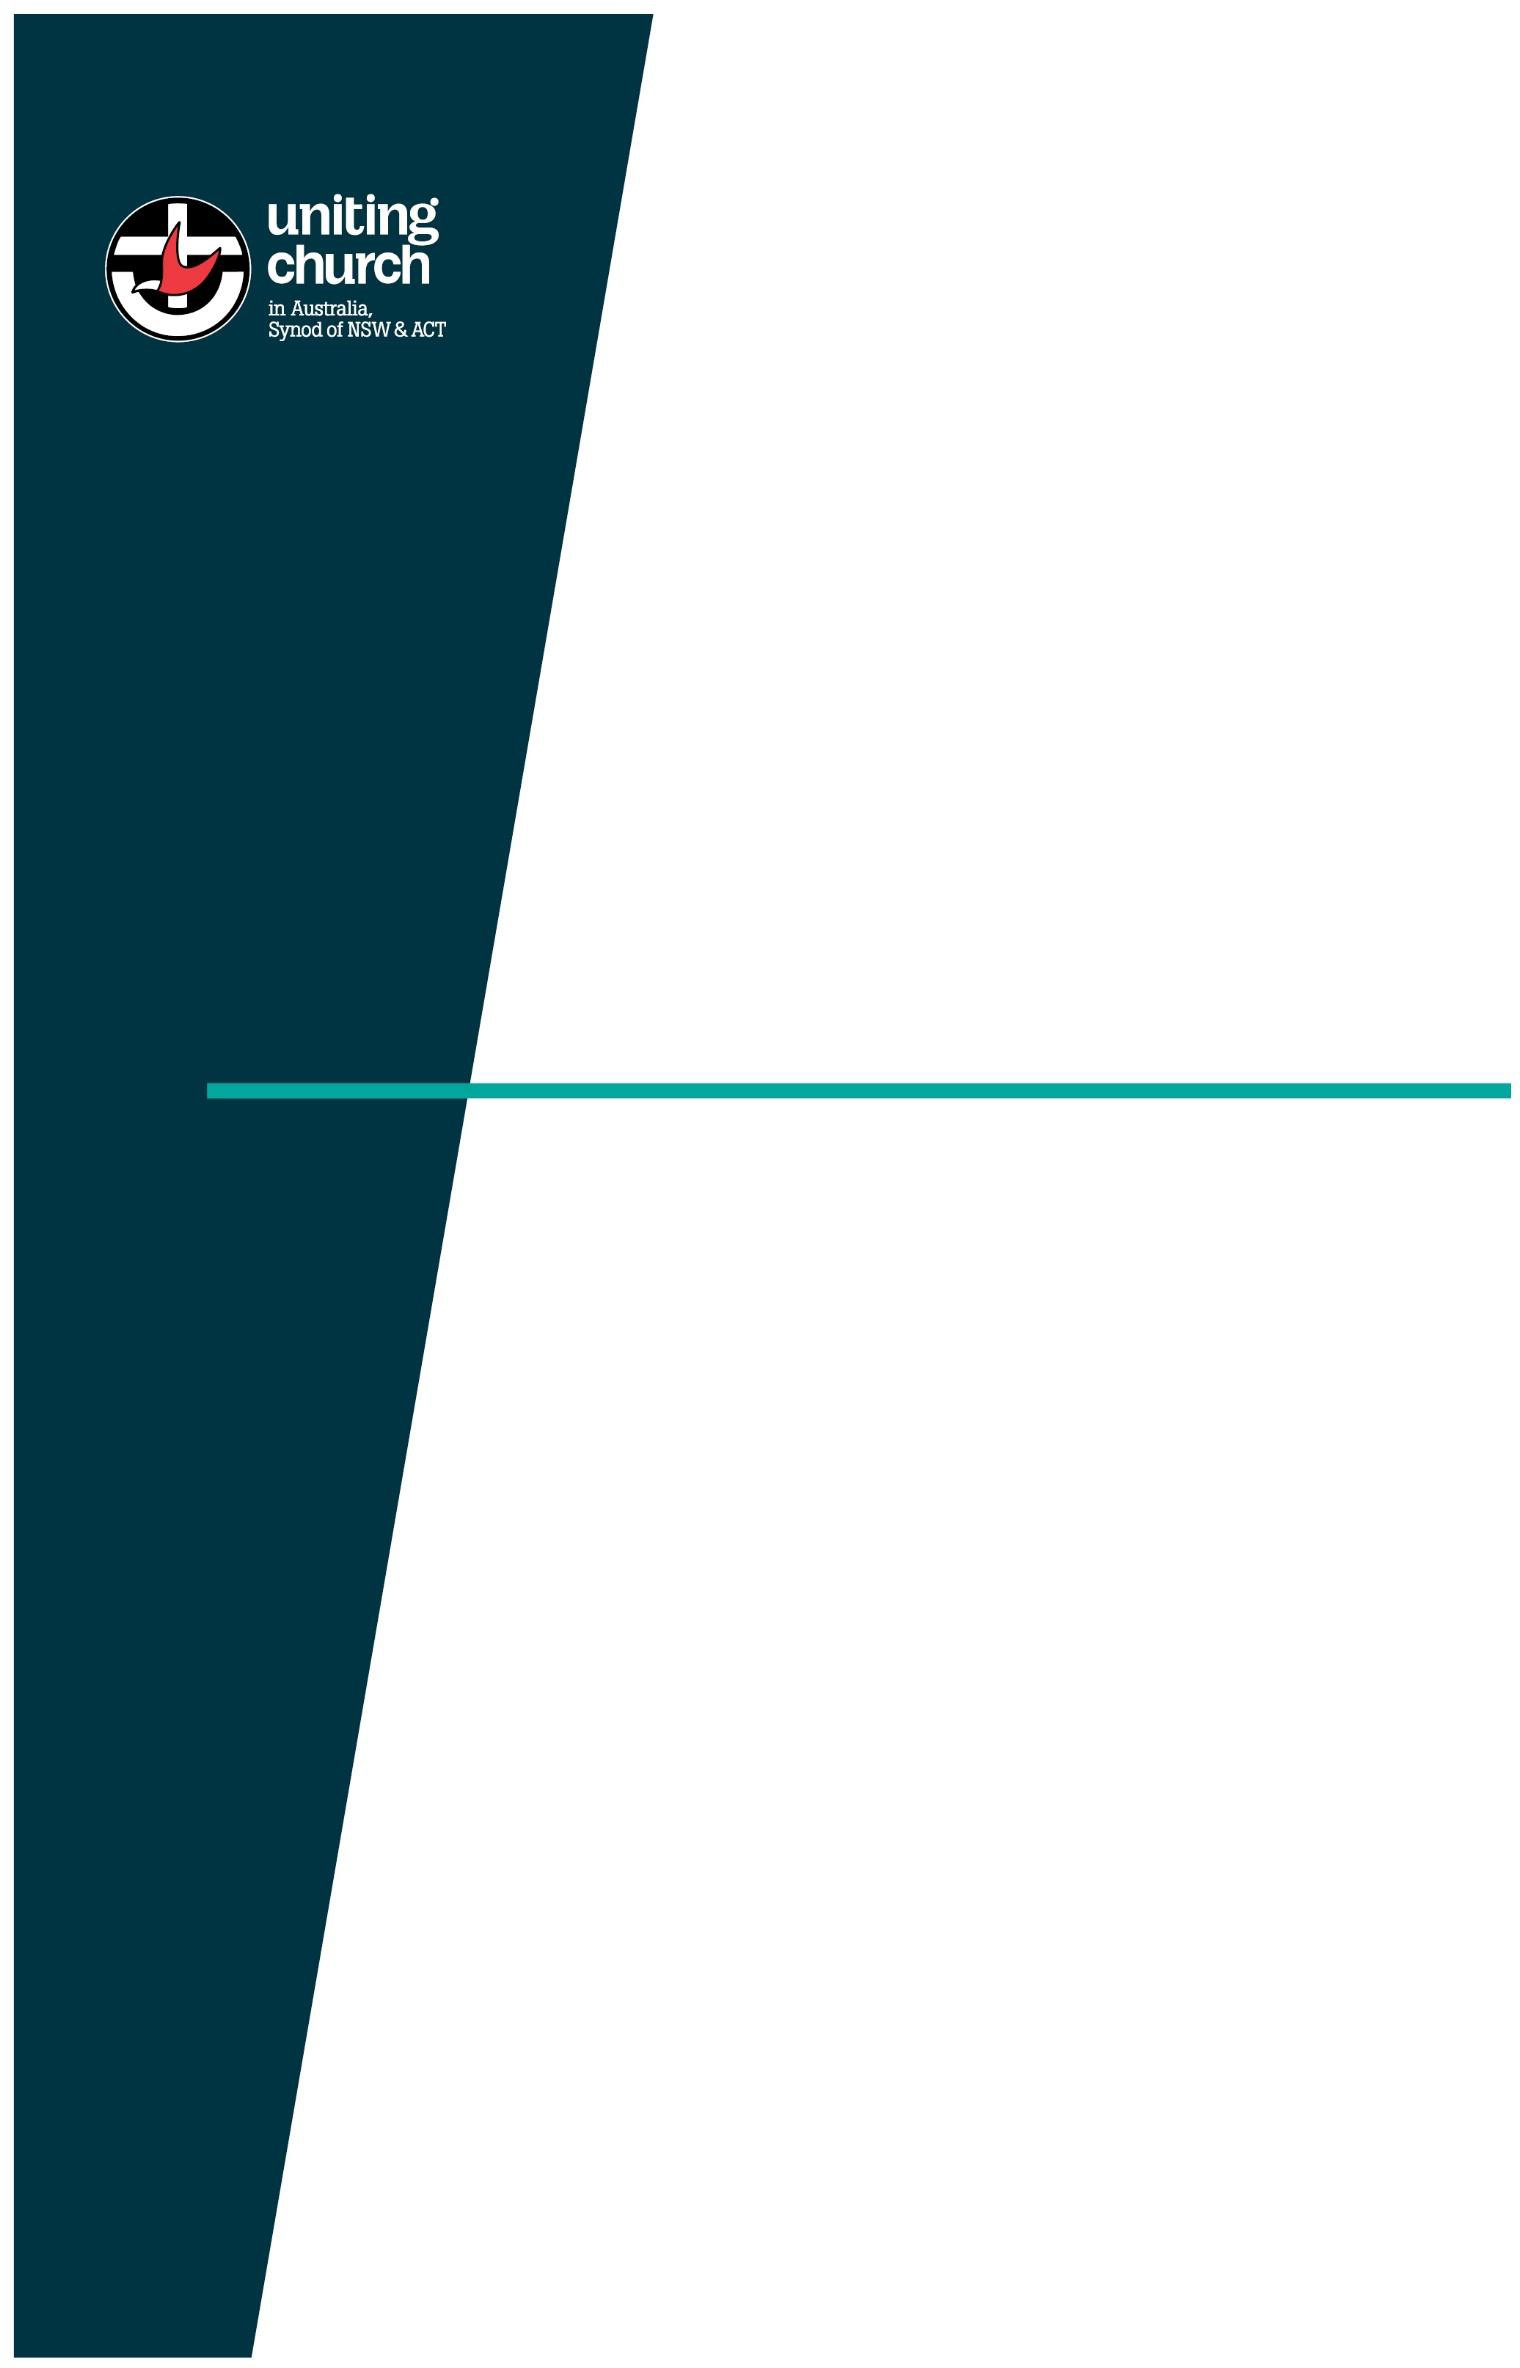 uniting
church
in Australia,
Synod of NSW & ACT